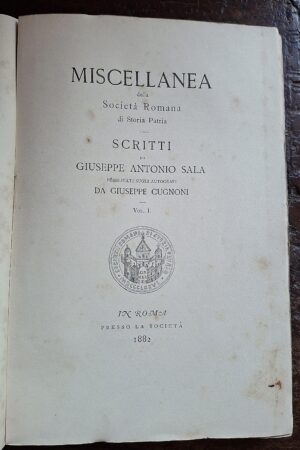 MISCELLANEA
della
Società Romana
di Storia Patria
SCRITTI
DI
GIUSEPPE ANTONIO SALA
PUBBLICATI SUGLI AUTOGRAFI
DA GIUSEPPE CUGNONI
Vol. I
IN ROMA
PRESSO LA SOCIETÀ
1882